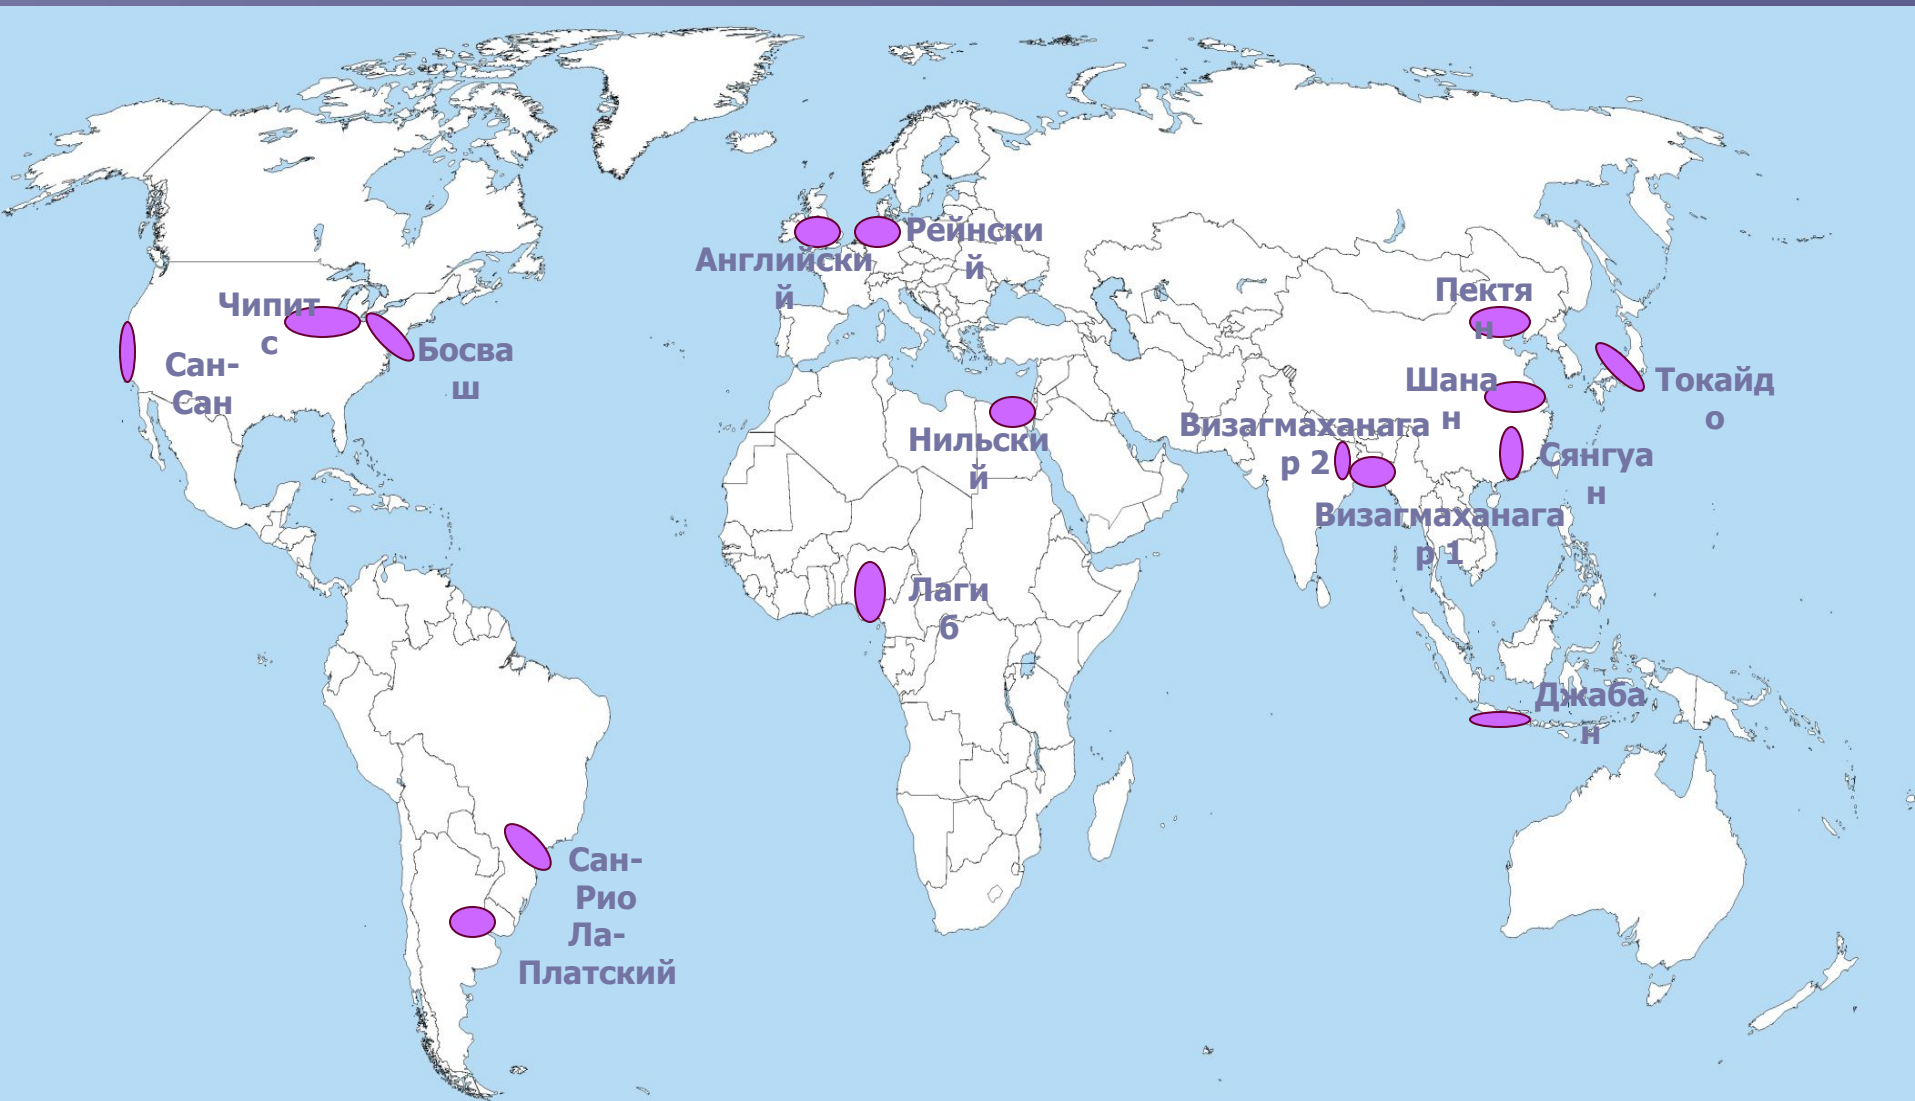 Рейнски
й
Английски
й
Чипит
с
Сан-
Сан
Босва
ш
Пектя
н
Шана
н
Токайд
о
Нильски
й
Визагмаханага
р 2
Сянгуа
н
Визагмаханага
р 1
Лаги
б
Джаба
н
Сан-
Рио
Ла-
Платский